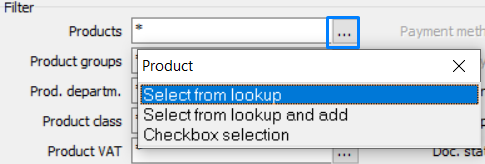 Filter
Products * ... Payment meth
Product groups *
Product
Prod. departm. *
Select from lookup
Product class *
Select from lookup and add
Checkbox selection
Product VAT * ... Doc. stat